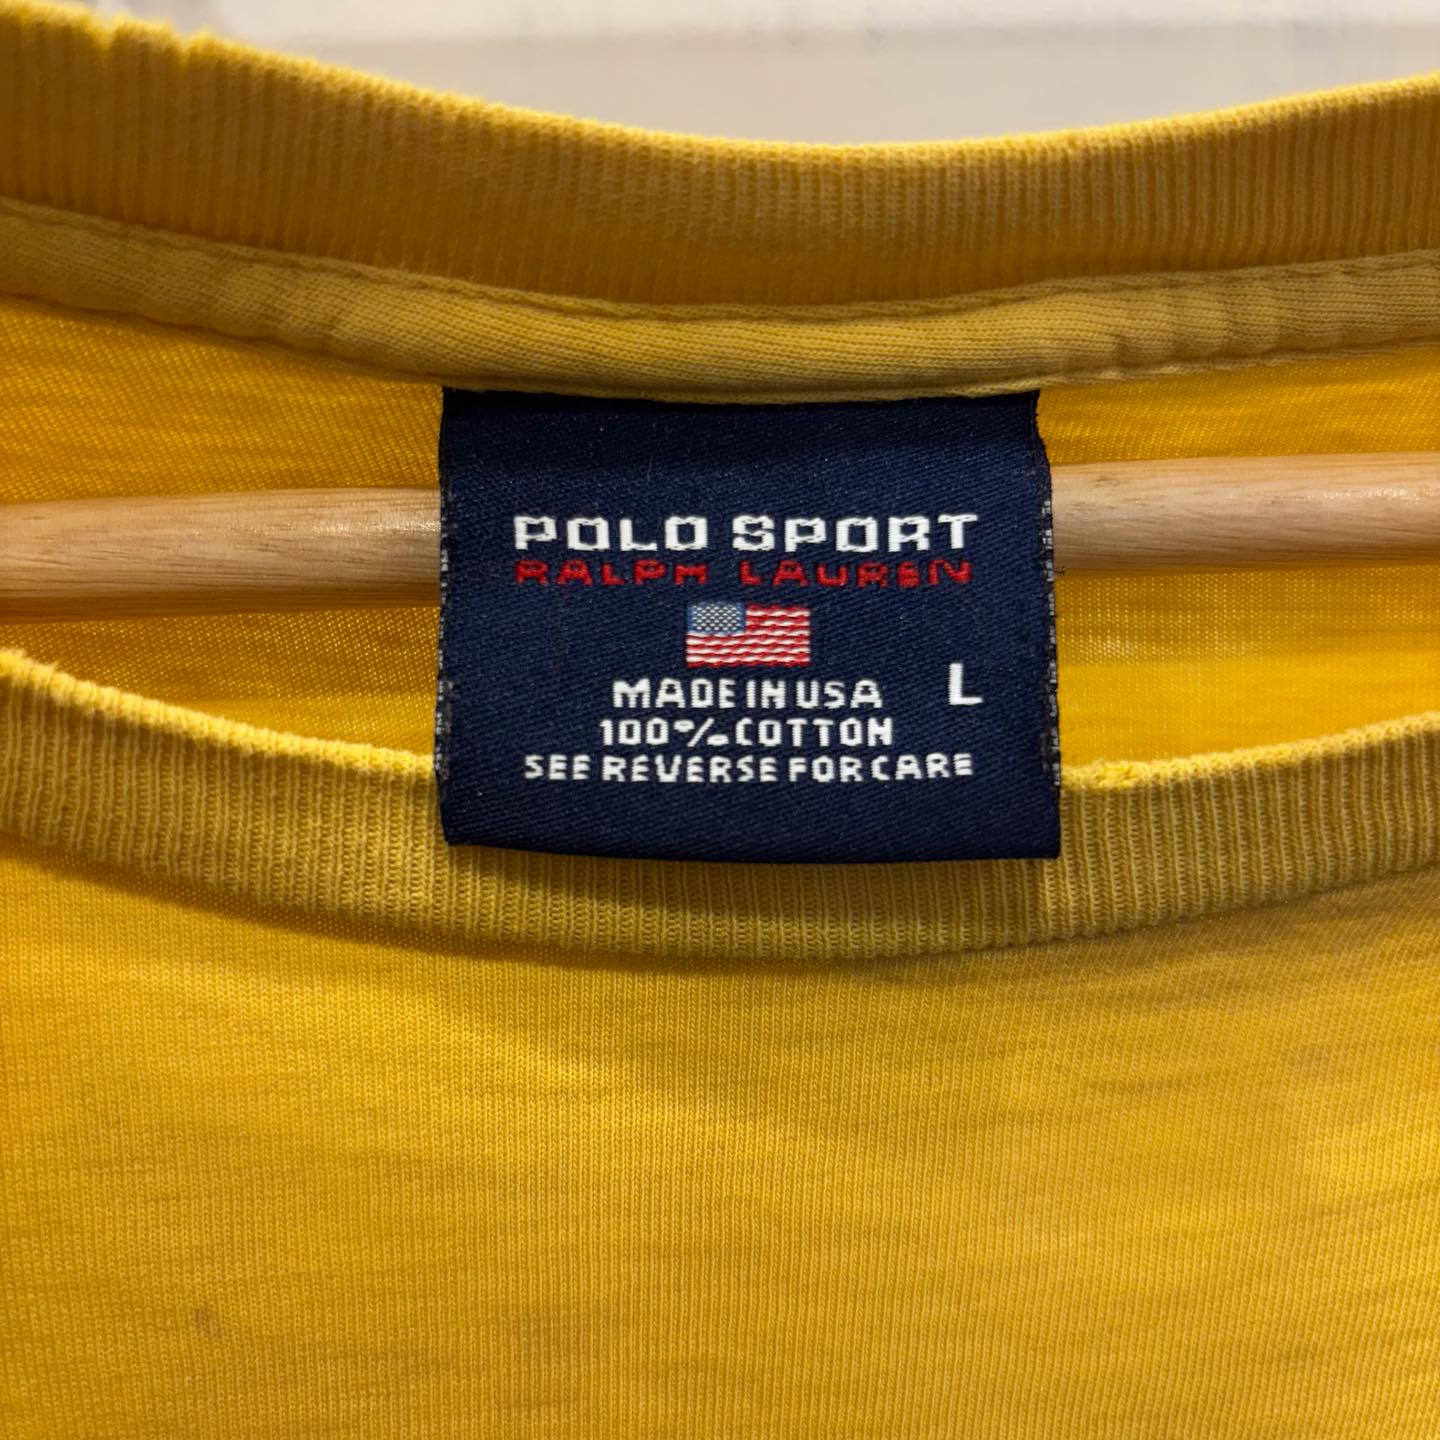 POLO SPORT
RALPH LAUREN
MADE IN USA
L
100% COTTON
SEE REVERSE FOR CARE